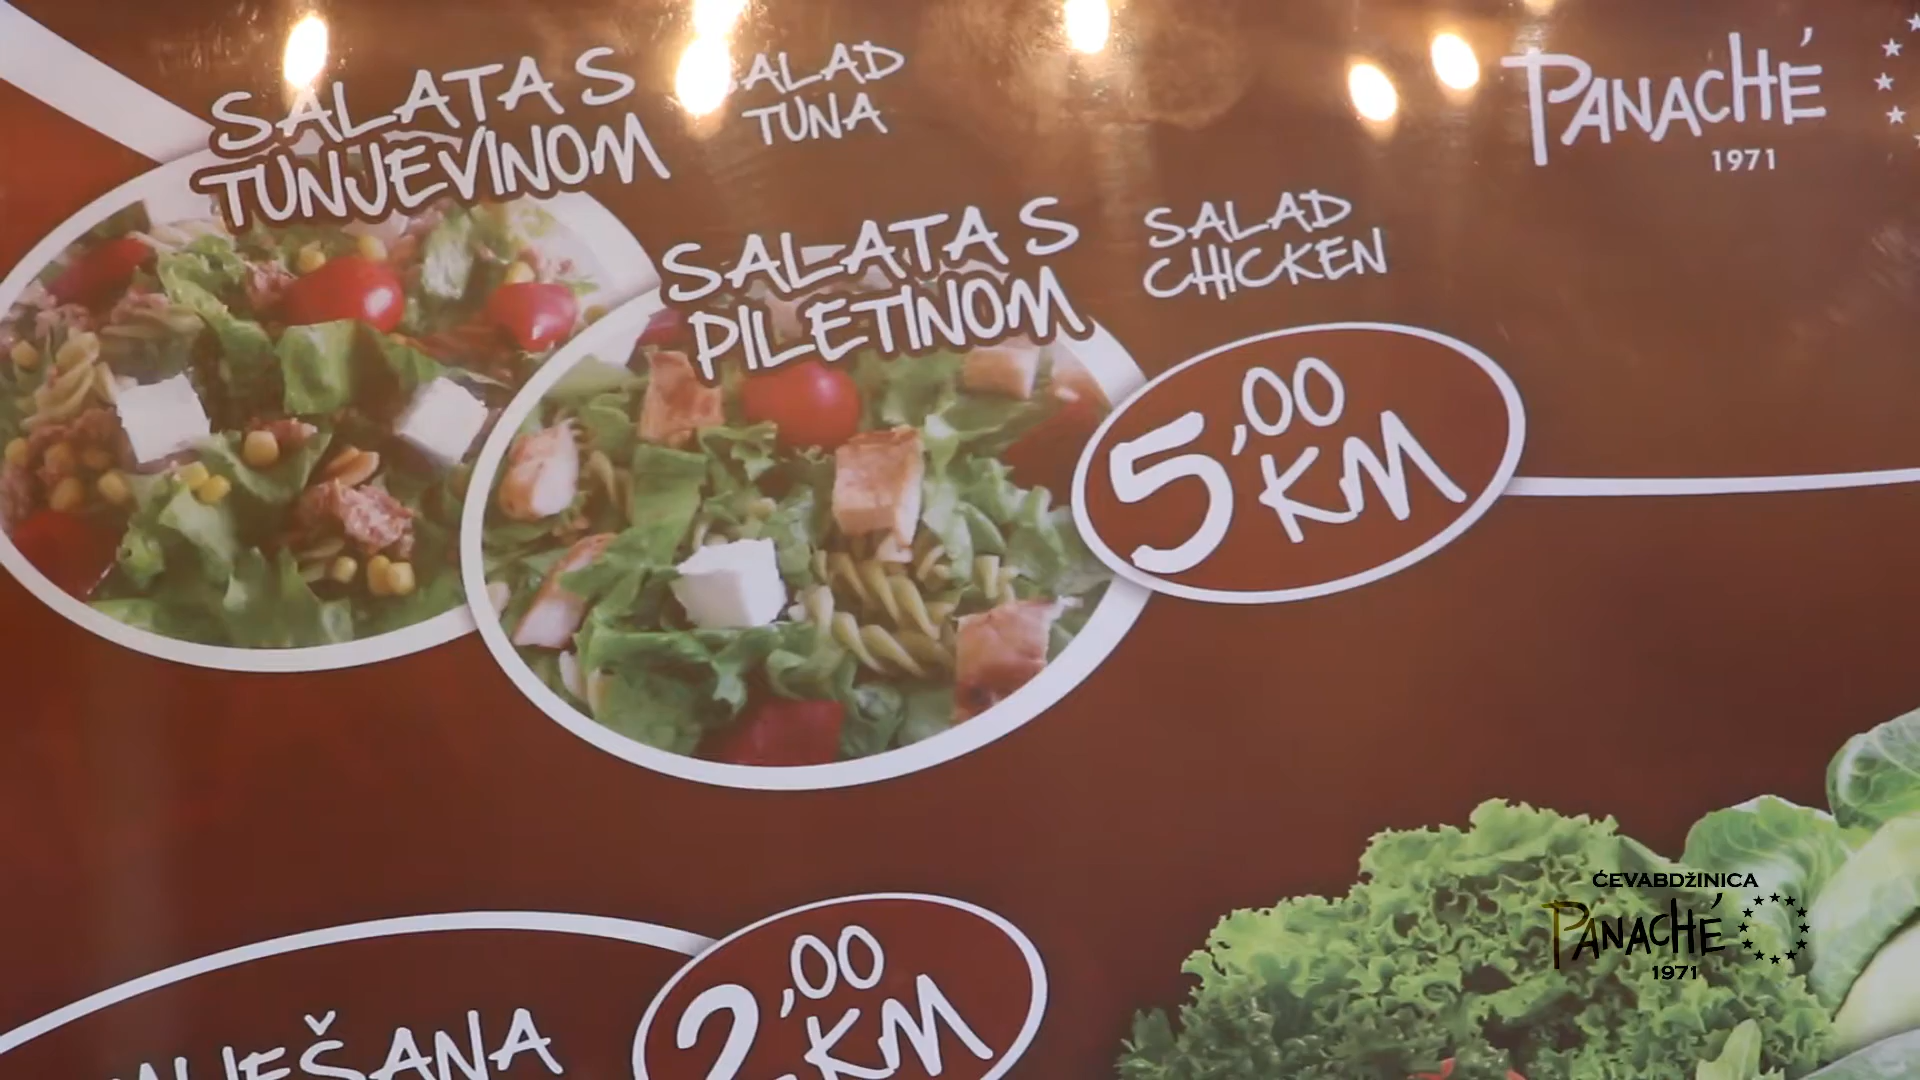 SALATA S
TUNJEVINOM
SALAD
TUNA
PANACHÉ
1971
SALATA S
PILETINOM
SALAD
CHICKEN
5,00
KM
2,00
KM
MIJEŠANA
ĆEVABDŽINICA
PANACHÉ
1971